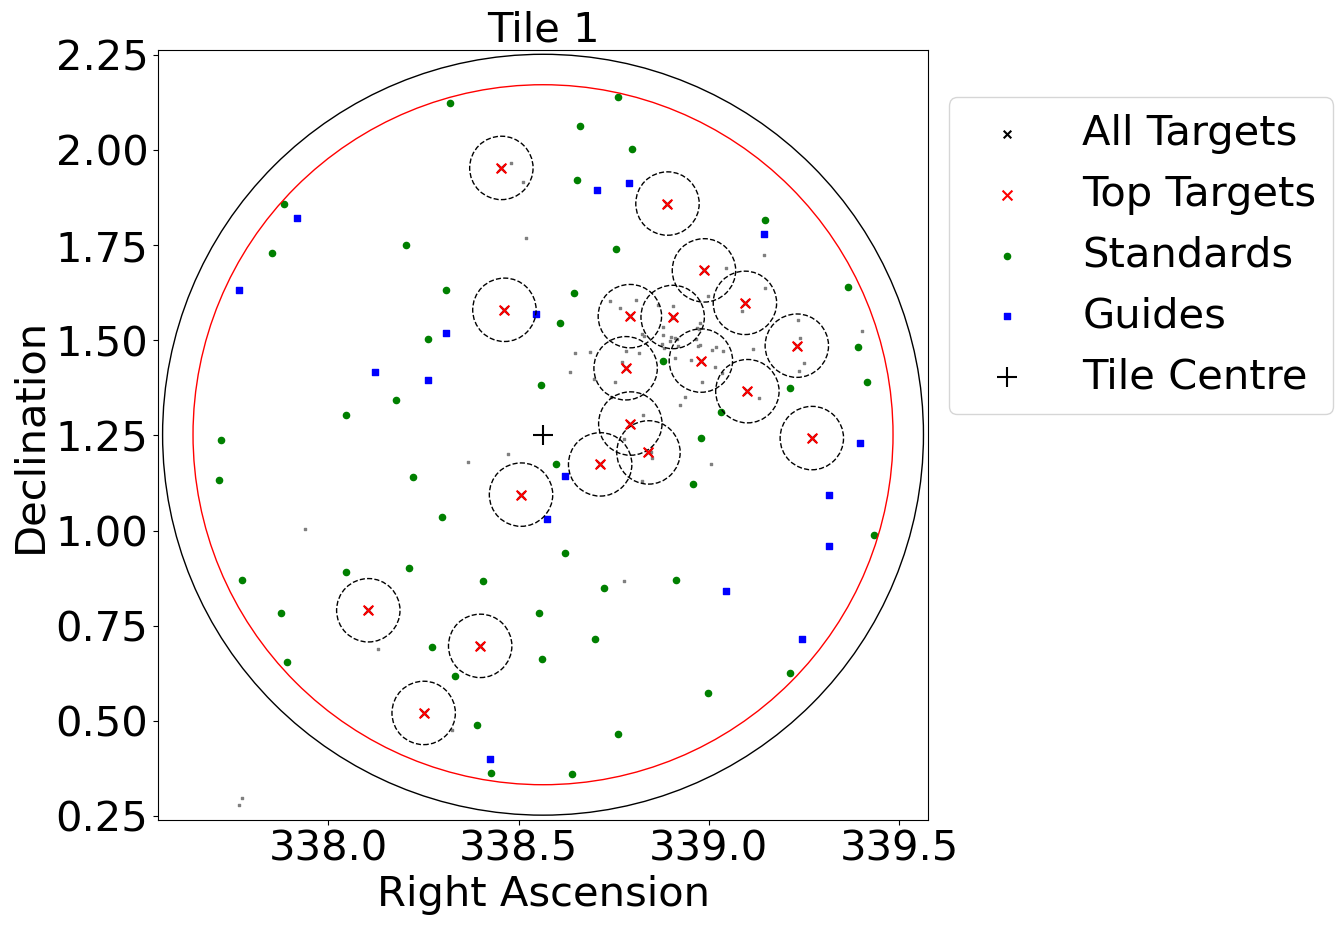 Tile 1
2.25
2.00
1.75
1.50
1.25
1.00
0.75
0.50
0.25
Declination
338.0 338.5 339.0 339.5
Right Ascension
All Targets
Top Targets
Standards
Guides
Tile Centre